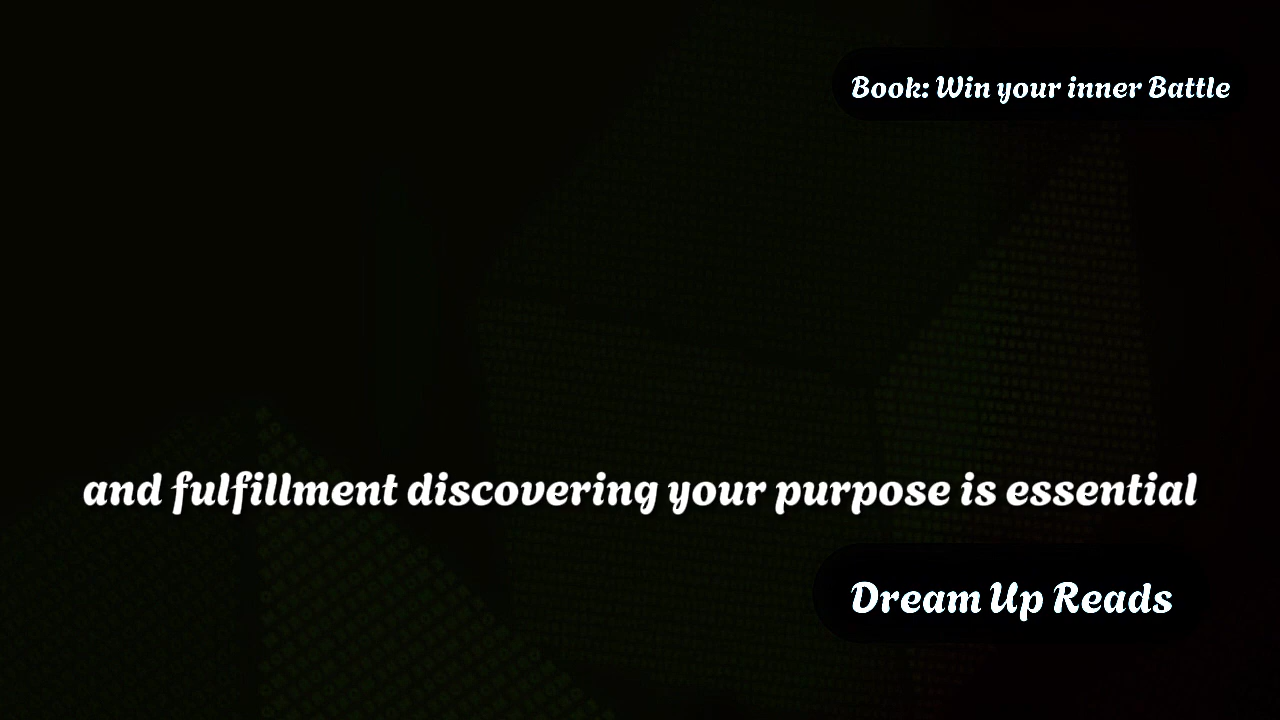 Book: Win your inner Battle
and fulfillment discovering your purpose is essential
Dream Up Reads